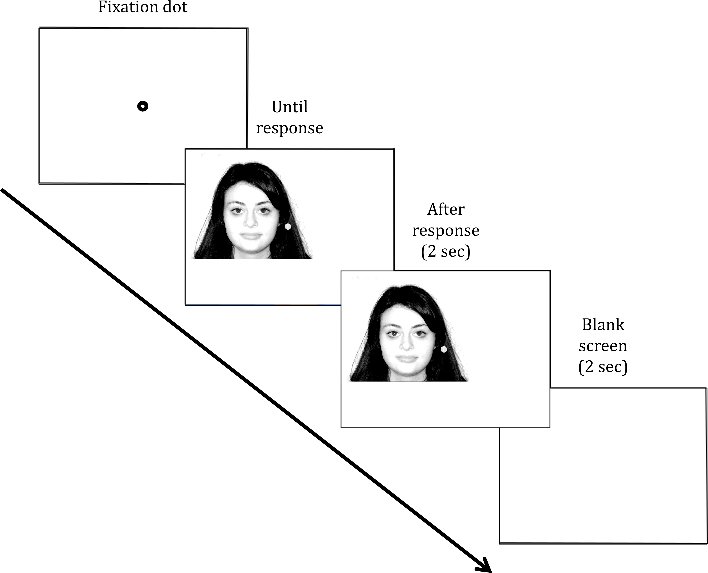 Fixation dot
Until
response
After
response
(2 sec)
Blank
screen
(2 sec)